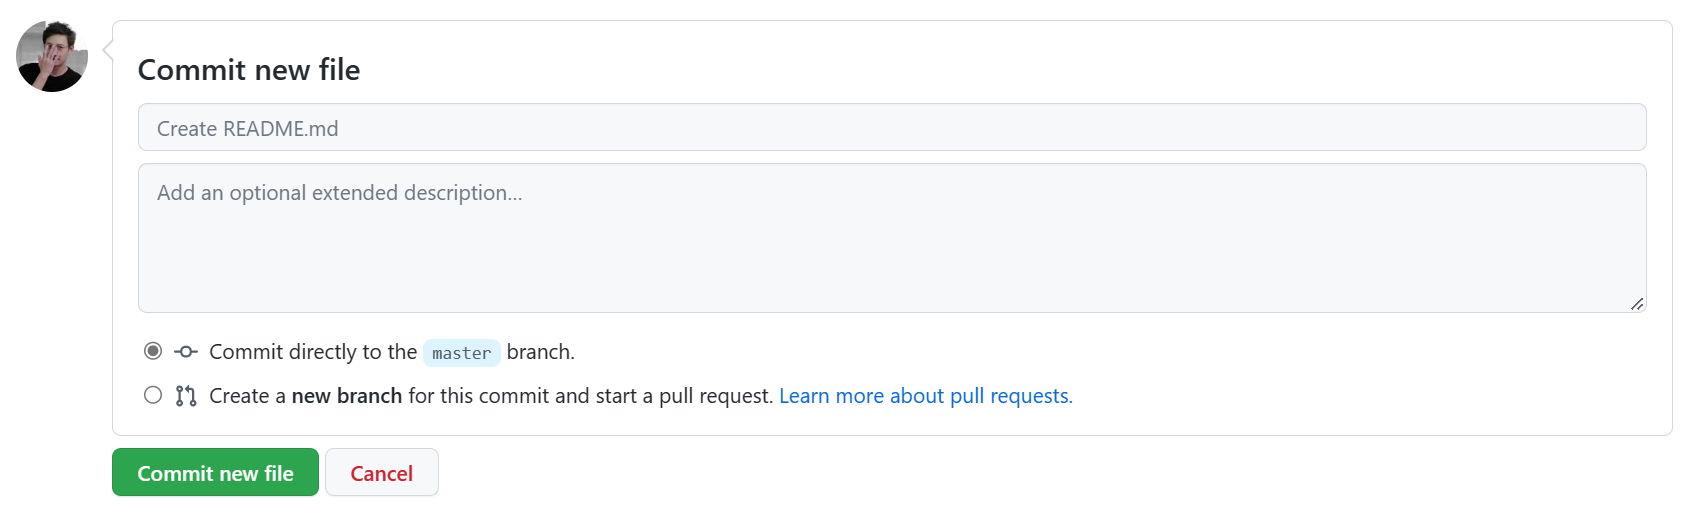 Commit new file
Create README.md
Add an optional extended description…
Commit directly to the master branch.
Create a new branch for this commit and start a pull request. Learn more about pull requests.
Commit new file
Cancel